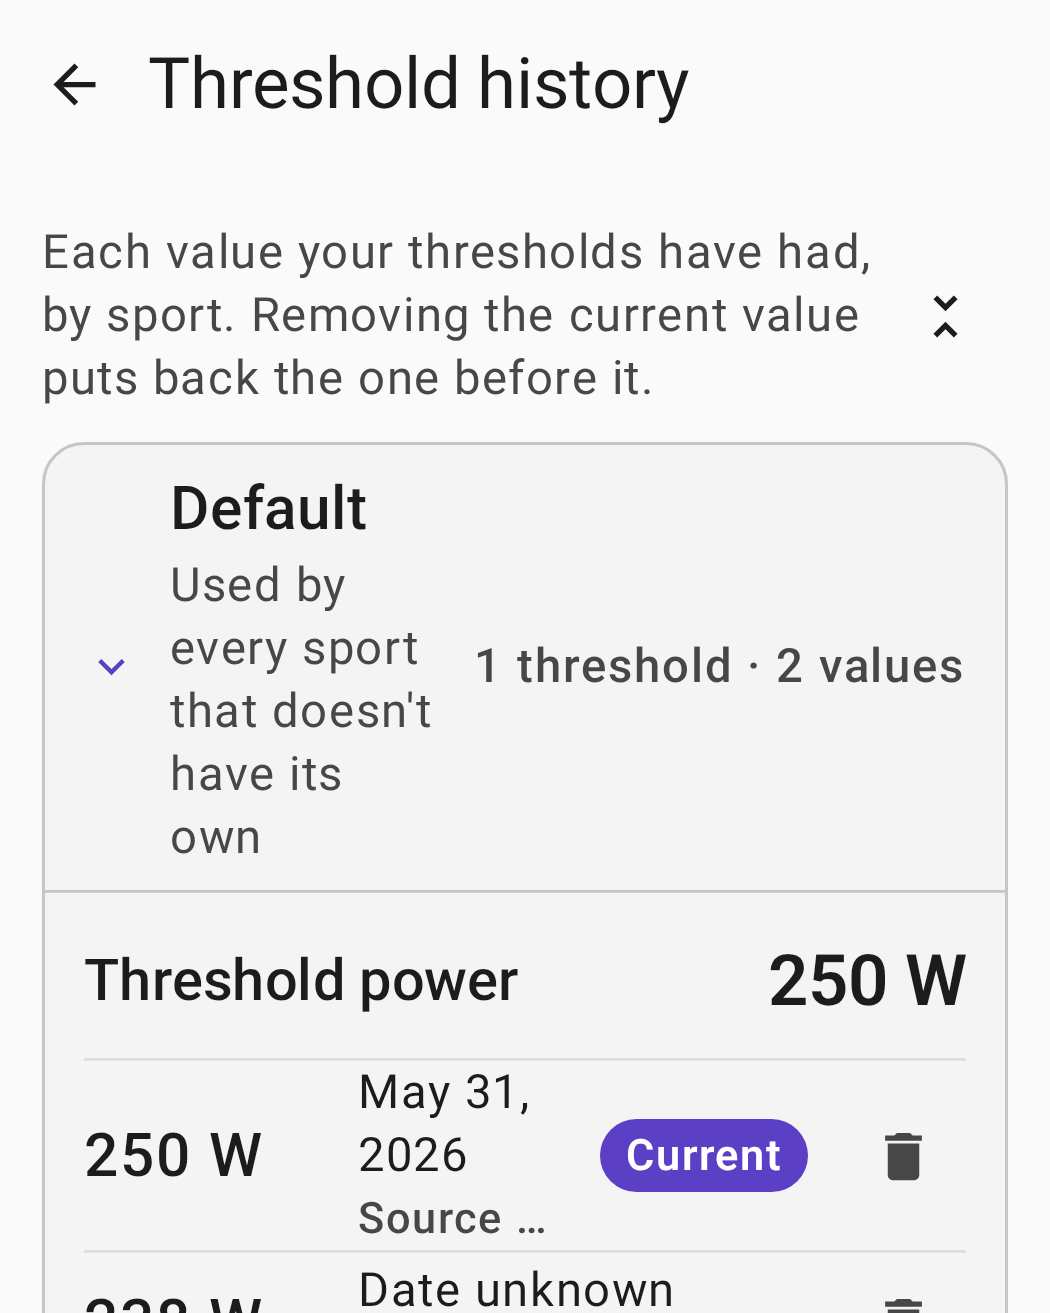 Threshold history
Each value your thresholds have had,
by sport. Removing the current value
puts back the one before it.
Default
Used by
every sport
that doesn't
have its
own
1 threshold · 2 values
Threshold power
250 W
250 W
May 31,
2026
Source ...
Current
238 W
Date unknown